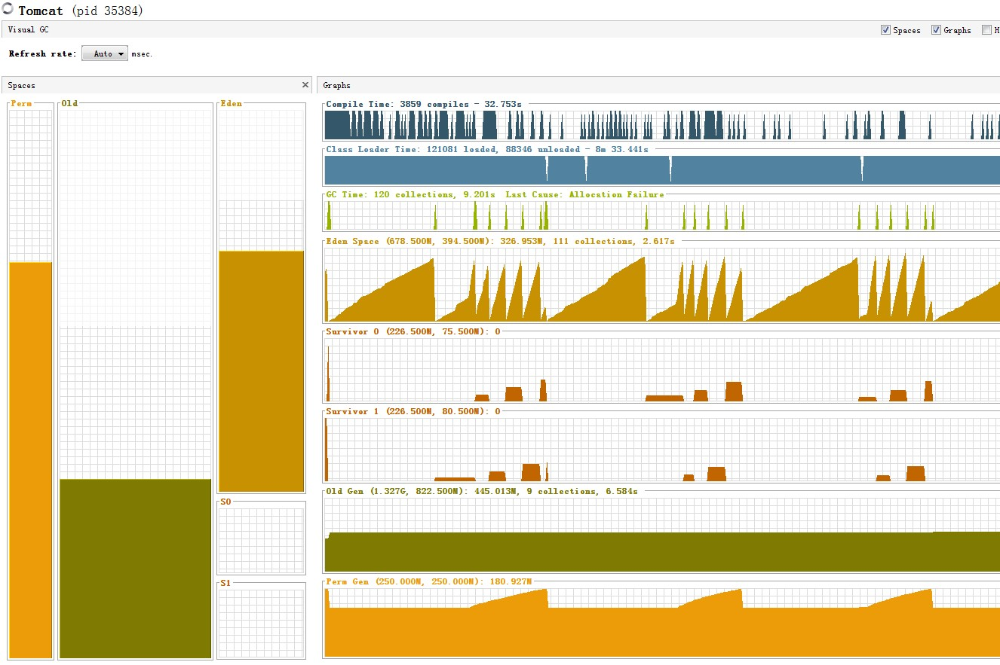 Tomcat (pid 35384)
Visual GC
Spaces Graphs H
Refresh rate: Auto msec.
Spaces
Graphs
Perm
Old
Eden
S0
S1
Compile Time: 3859 compiles - 32.753s
Class Loader Time: 121081 loaded, 88346 unloaded - 8m 33.441s
GC Time: 120 collections, 9.201s Last Cause: Allocation Failure
Eden Space (678.500M, 394.500M): 326.953M, 111 collections, 2.617s
Survivor 0 (226.500M, 75.500M): 0
Survivor 1 (226.500M, 80.500M): 0
Old Gen (1.327G, 822.500M): 445.013M, 9 collections, 6.584s
Perm Gen (250.000M, 250.000M): 180.927M